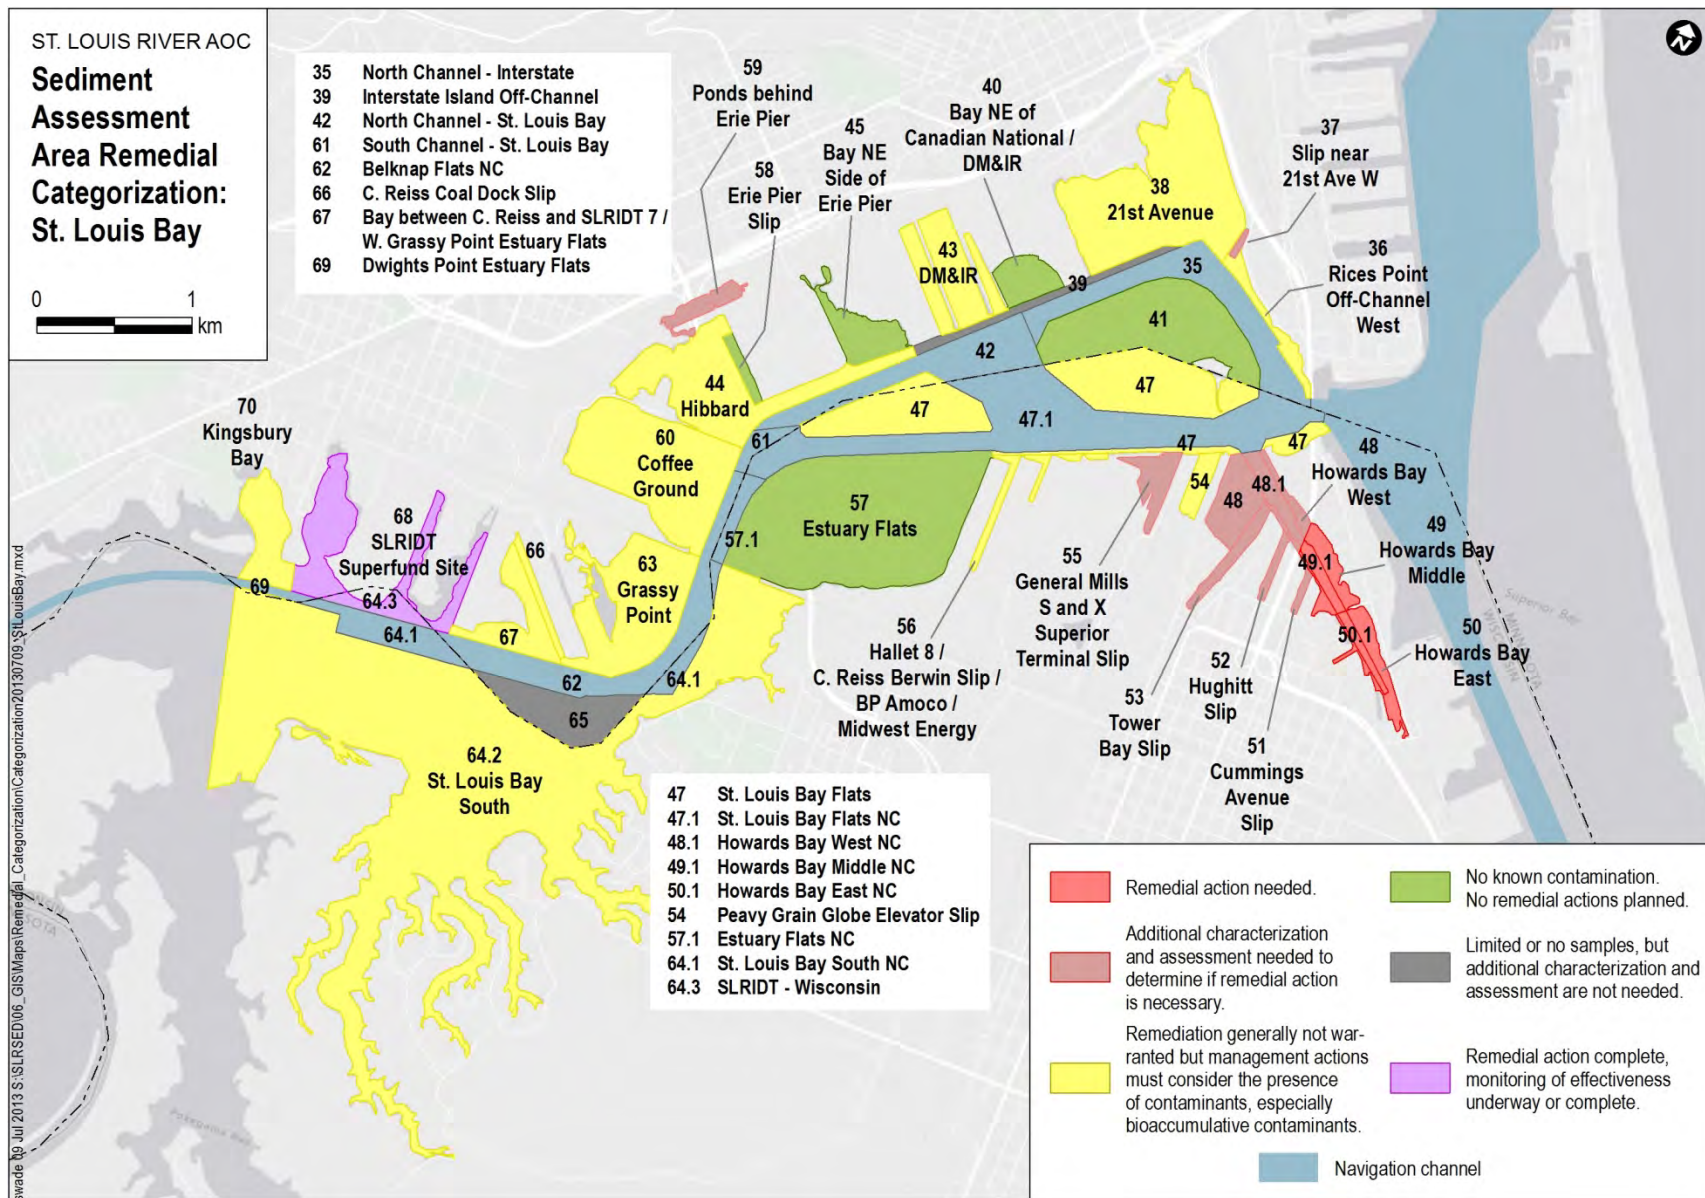 ST. LOUIS RIVER AOC
Sediment
Assessment
Area Remedial
Categorization:
St. Louis Bay
0 1
km
35 North Channel - Interstate
39 Interstate Island Off-Channel
42 North Channel - St. Louis Bay
61 South Channel - St. Louis Bay
62 Belknap Flats NC
66 C. Reiss Coal Dock Slip
67 Bay between C. Reiss and SLRIDT 7 /
W. Grassy Point Estuary Flats
69 Dwights Point Estuary Flats
59
Ponds behind
Erie Pier
58
Erie Pier
Slip
45
Bay NE
Side of
Erie Pier
40
Bay NE of
Canadian National /
DM&IR
43
DM&IR
38
21st Avenue
37
Slip near
21st Ave W
36
Rices Point
Off-Channel
West
39
35
41
42
47
47
47.1
47
47
44
Hibbard
61
60
Coffee
Ground
70
Kingsbury
Bay
68
SLRIDT
Superfund Site
66
63
Grassy
Point
57.1
57
Estuary Flats
69
64.3
64.1
67
62
64.1
65
64.2
St. Louis Bay
South
56
Hallet 8 /
C. Reiss Berwin Slip /
BP Amoco /
Midwest Energy
55
General Mills
S and X
Superior
Terminal Slip
54
48
48.1
48
Howards Bay
West
49
Howards Bay
Middle
49.1
50.1
50
Howards Bay
East
53
Tower
Bay Slip
52
Hughitt
Slip
51
Cummings
Avenue
Slip
Superior Bay
MINNESOTA
WISCONSIN
47 St. Louis Bay Flats
47.1 St. Louis Bay Flats NC
48.1 Howards Bay West NC
49.1 Howards Bay Middle NC
50.1 Howards Bay East NC
54 Peavy Grain Globe Elevator Slip
57.1 Estuary Flats NC
64.1 St. Louis Bay South NC
64.3 SLRIDT - Wisconsin
Remedial action needed.
Additional characterization
and assessment needed to
determine if remedial action
is necessary.
Remediation generally not war-
ranted but management actions
must consider the presence
of contaminants, especially
bioaccumulative contaminants.
No known contamination.
No remedial actions planned.
Limited or no samples, but
additional characterization and
assessment are not needed.
Remedial action complete,
monitoring of effectiveness
underway or complete.
Navigation channel
N